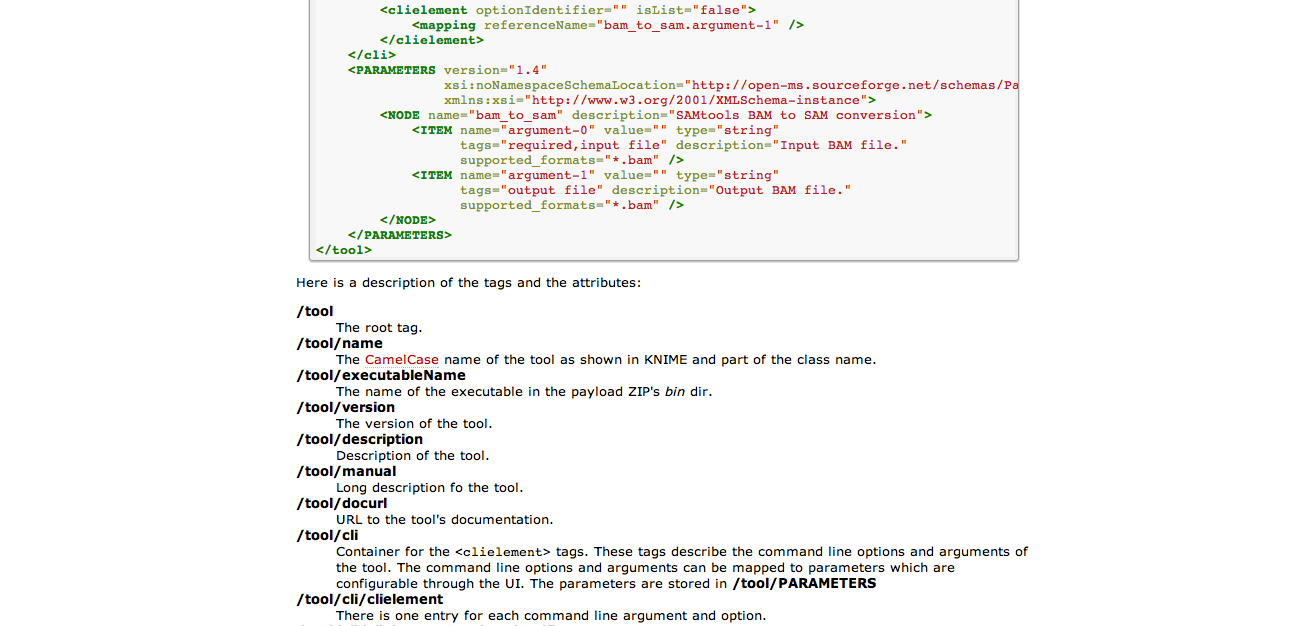 <clielement optionIdentifier="" isList="false">
<mapping referenceName="bam_to_sam.argument-1" />
</clielement>
</cli>
<PARAMETERS version="1.4"
xsi:noNamespaceSchemaLocation="http://open-ms.sourceforge.net/schemas/Pa
xmlns:xsi="http://www.w3.org/2001/XMLSchema-instance">
<NODE name="bam_to_sam" description="SAMtools BAM to SAM conversion">
<ITEM name="argument-0" value="" type="string"
tags="required,input file" description="Input BAM file."
supported_formats="*.bam" />
<ITEM name="argument-1" value="" type="string"
tags="output file" description="Output BAM file."
supported_formats="*.bam" />
</NODE>
</PARAMETERS>
</tool>
Here is a description of the tags and the attributes:
/tool
The root tag.
/tool/name
The CamelCase name of the tool as shown in KNIME and part of the class name.
/tool/executableName
The name of the executable in the payload ZIP's bin dir.
/tool/version
The version of the tool.
/tool/description
Description of the tool.
/tool/manual
Long description fo the tool.
/tool/docurl
URL to the tool's documentation.
/tool/cli
Container for the <clielement> tags. These tags describe the command line options and arguments of
the tool. The command line options and arguments can be mapped to parameters which are
configurable through the UI. The parameters are stored in /tool/PARAMETERS
/tool/cli/clielement
There is one entry for each command line argument and option.